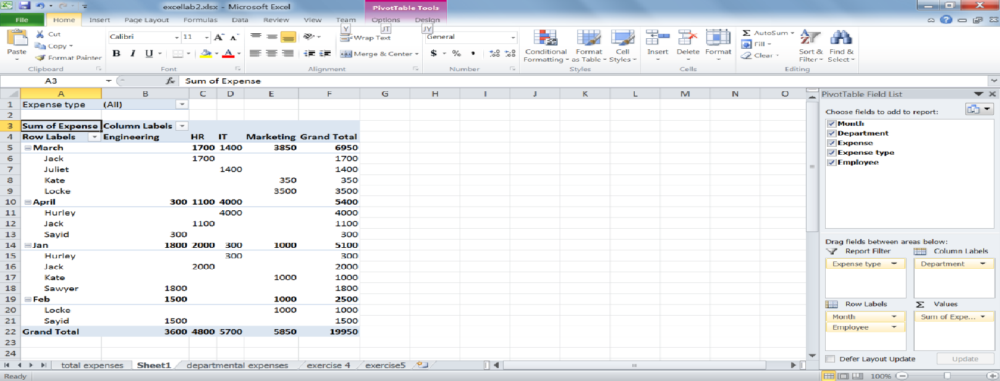 excellab2.xlsx - Microsoft Excel
PivotTable Tools
File Home Insert Page Layout Formulas Data Review View Team Options Design
Y JT JY
Cut
Copy
Format Painter
Paste
Clipboard
Calibri 11
B I U
Font
Wrap Text
Merge & Center
Alignment
General
$ % ,
Number
Conditional Formatting
Format as Table
Cell Styles
Styles
Insert Delete Format
Cells
Σ AutoSum
Fill
Clear
Sort & Filter
Find & Select
Editing
A3 fx Sum of Expense
A B C D E F G H I J K L M N O
1 Expense type (All)
2
3 Sum of Expense Column Labels
4 Row Labels Engineering HR IT Marketing Grand Total
5 March 1700 1400 3850 6950
6 Jack 1700 1700
7 Juliet 1400 1400
8 Kate 350 350
9 Locke 3500 3500
10 April 300 1100 4000 5400
11 Hurley 4000 4000
12 Jack 1100 1100
13 Sayid 300 300
14 Jan 1800 2000 300 1000 5100
15 Hurley 300 300
16 Jack 2000 2000
17 Kate 1000 1000
18 Sawyer 1800 1800
19 Feb 1500 1000 2500
20 Locke 1000 1000
21 Sayid 1500 1500
22 Grand Total 3600 4800 5700 5850 19950
23
24
PivotTable Field List
Choose fields to add to report:
Month
Department
Expense
Expense type
Employee
Drag fields between areas below:
Report Filter Column Labels
Expense type Department
Row Labels Σ Values
Month Sum of Expe...
Employee
Defer Layout Update Update
total expenses Sheet1 departmental expenses exercise 4 exercise5
Ready 100%